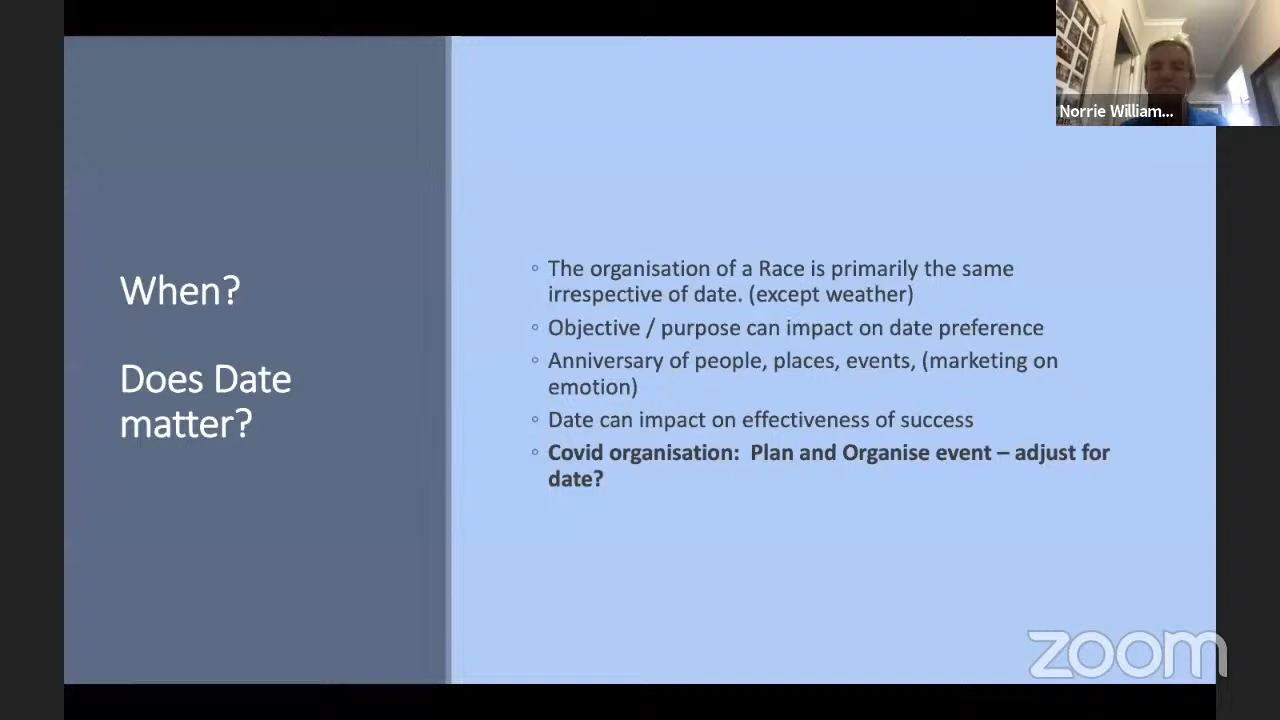 Norrie William...
When?
Does Date
matter?
The organisation of a Race is primarily the same
irrespective of date. (except weather)
Objective / purpose can impact on date preference
Anniversary of people, places, events, (marketing on
emotion)
Date can impact on effectiveness of success
Covid organisation: Plan and Organise event – adjust for
date?
zoom